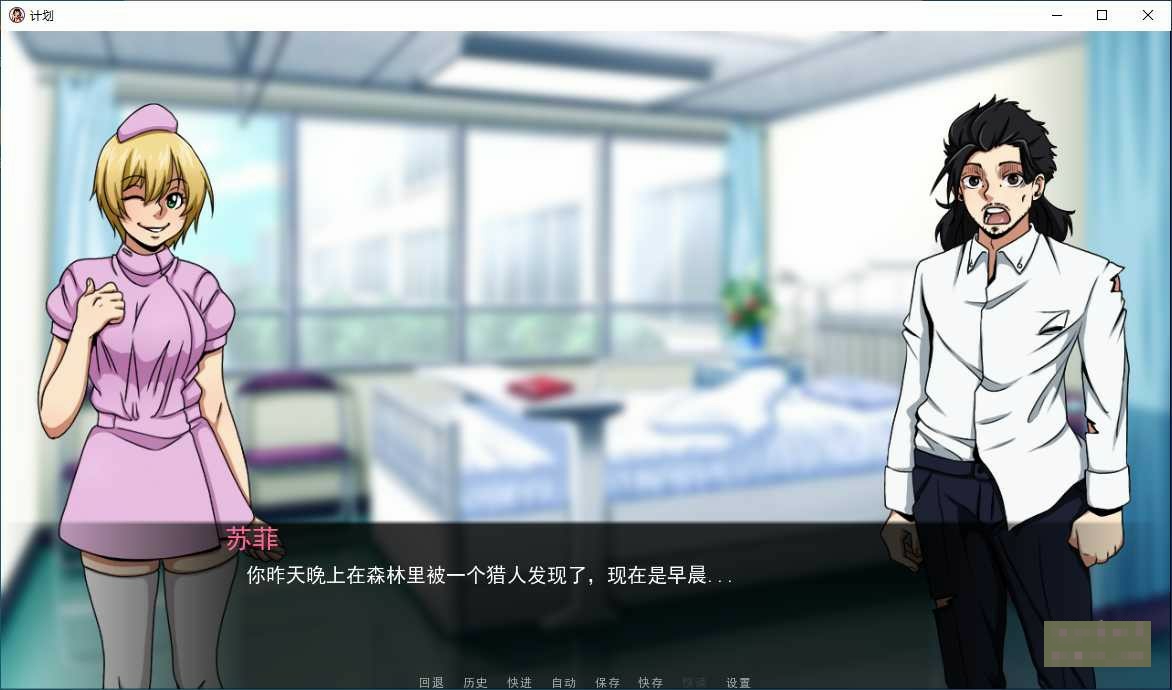 计划
苏菲
你昨天晚上在森林里被一个猎人发现了，现在是早晨...
回退 历史 快进 自动 保存 快存 快读 设置